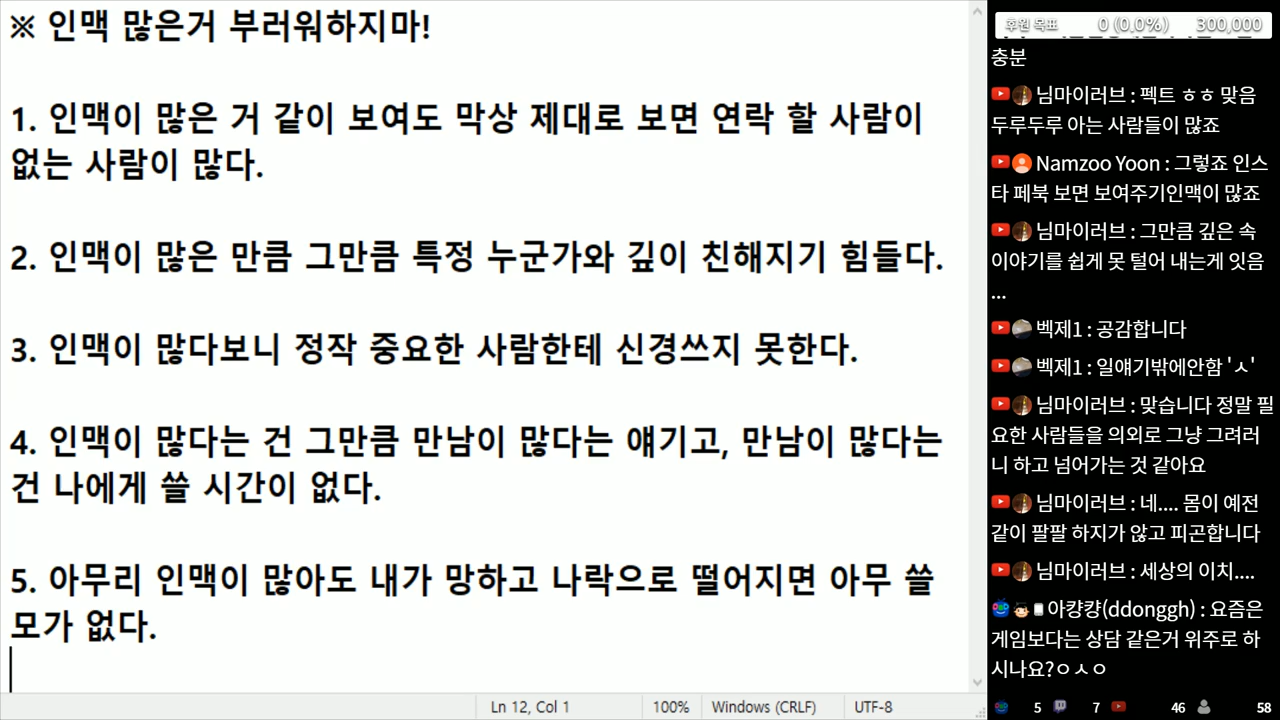 ※ 인맥 많은거 부러워하지마!
1. 인맥이 많은 거 같이 보여도 막상 제대로 보면 연락 할 사람이
없는 사람이 많다.
2. 인맥이 많은 만큼 그만큼 특정 누군가와 깊이 친해지기 힘들다.
3. 인맥이 많다보니 정작 중요한 사람한테 신경쓰지 못한다.
4. 인맥이 많다는 건 그만큼 만남이 많다는 얘기고, 만남이 많다는
건 나에게 쓸 시간이 없다.
5. 아무리 인맥이 많아도 내가 망하고 나락으로 떨어지면 아무 쓸
모가 없다.
Ln 12, Col 1 100% Windows (CRLF) UTF-8
후원 목표 0 (0.0%) 300,000
충분
님마이러브 : 펙트 ㅎㅎ 맞음
두루두루 아는 사람들이 많죠
Namzoo Yoon : 그렇죠 인스
타 페북 보면 보여주기인맥이 많죠
님마이러브 : 그만큼 깊은 속
이야기를 쉽게 못 털어 내는게 잇음
...
벡제1 : 공감합니다
벡제1 : 일얘기밖에안함 'ㅅ'
님마이러브 : 맞습니다 정말 필
요한 사람들을 의외로 그냥 그려러
니 하고 넘어가는 것 같아요
님마이러브 : 네.... 몸이 예전
같이 팔팔 하지가 않고 피곤합니다
님마이러브 : 세상의 이치....
아컁컁(ddonggh) : 요즘은
게임보다는 상담 같은거 위주로 하
시나요?ㅇㅅㅇ
5 7 46 58